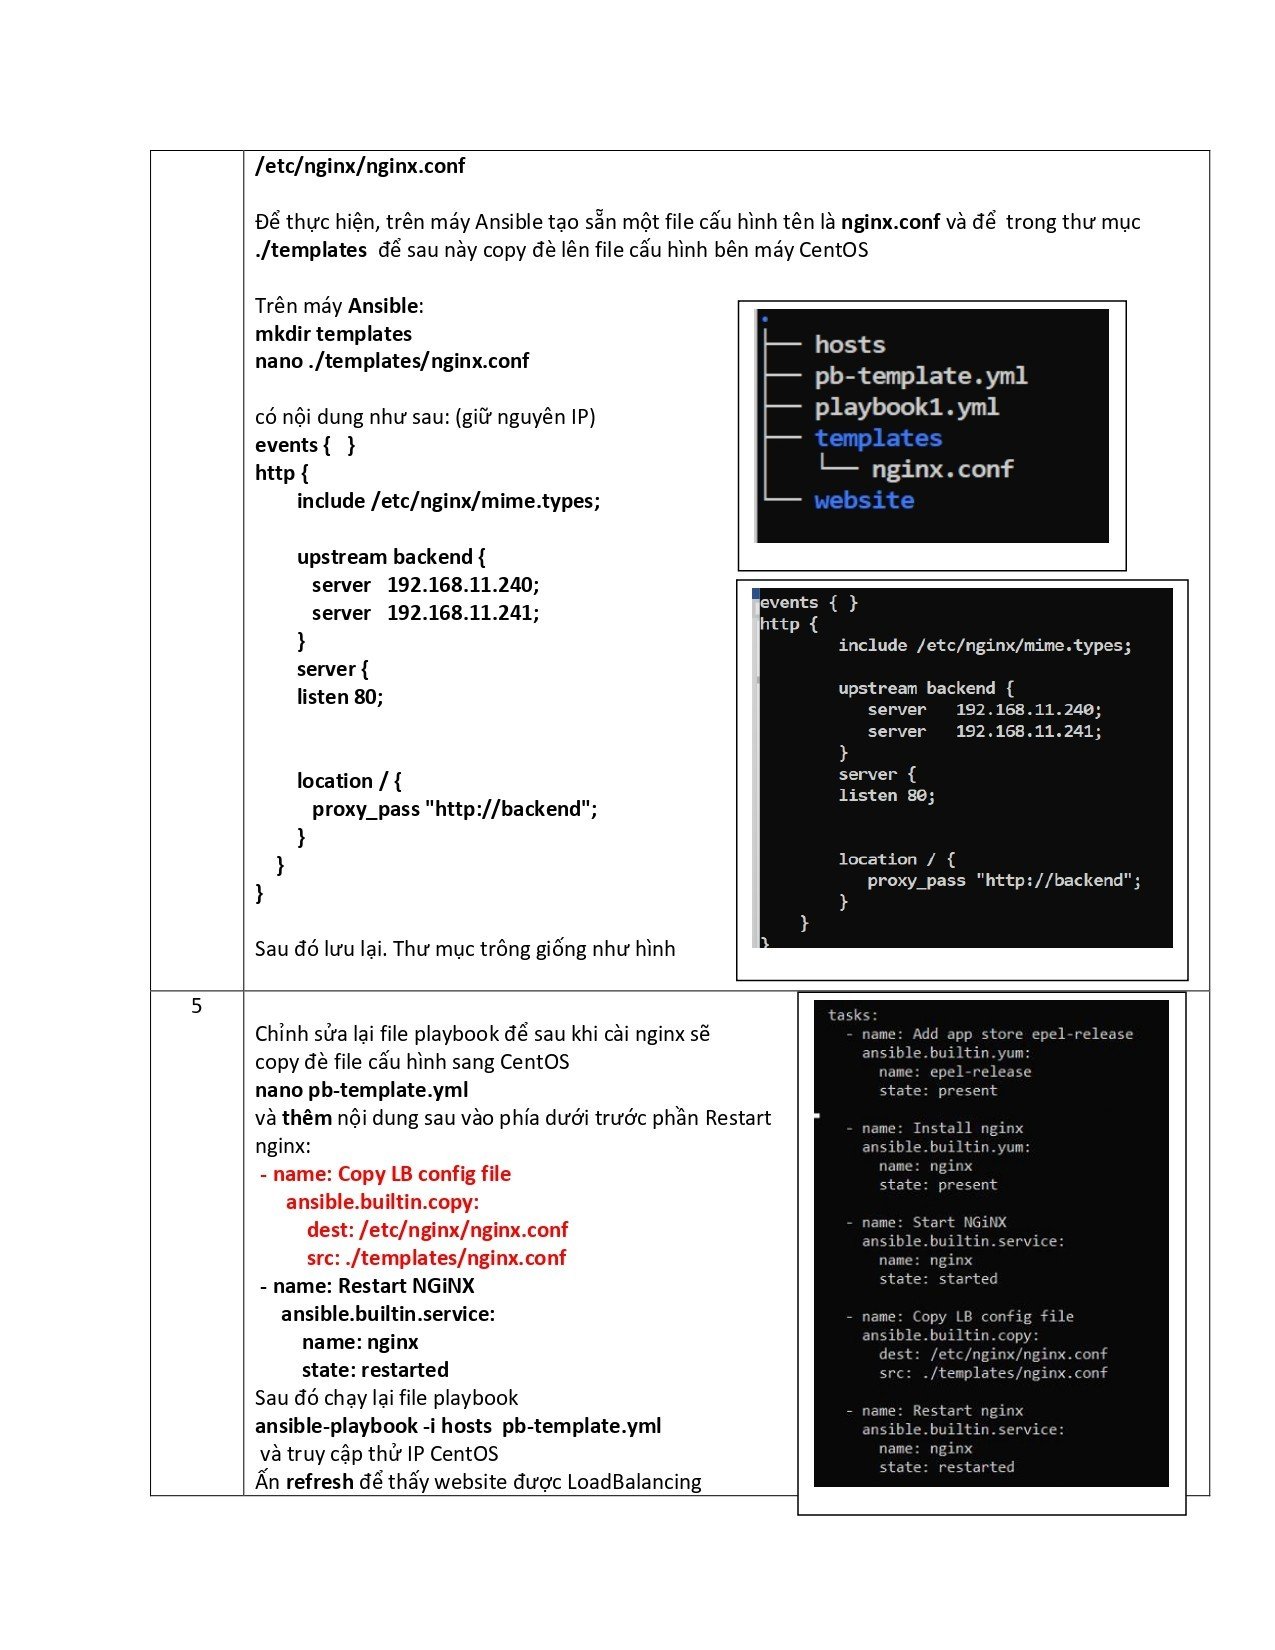 /etc/nginx/nginx.conf
Để thực hiện, trên máy Ansible tạo sẵn một file cấu hình tên là nginx.conf và để  trong thư mục
./templates  để sau này copy đè lên file cấu hình bên máy CentOS
Trên máy Ansible:
mkdir templates
nano ./templates/nginx.conf
có nội dung như sau: (giữ nguyên IP)
events {   }
http {
include /etc/nginx/mime.types;
upstream backend {
server   192.168.11.240;
server   192.168.11.241;
}
server {
listen 80;
location / {
proxy_pass "http://backend";
}
}
}
Sau đó lưu lại. Thư mục trông giống như hình
.
├── hosts
├── pb-template.yml
├── playbook1.yml
├── templates
│   └── nginx.conf
└── website
events { }
http {
include /etc/nginx/mime.types;
upstream backend {
server   192.168.11.240;
server   192.168.11.241;
}
server {
listen 80;
location / {
proxy_pass "http://backend";
}
}
}
5
Chỉnh sửa lại file playbook để sau khi cài nginx sẽ
copy đè file cấu hình sang CentOS
nano pb-template.yml
và thêm nội dung sau vào phía dưới trước phần Restart
nginx:
- name: Copy LB config file
ansible.builtin.copy:
dest: /etc/nginx/nginx.conf
src: ./templates/nginx.conf
- name: Restart NGiNX
ansible.builtin.service:
name: nginx
state: restarted
Sau đó chạy lại file playbook
ansible-playbook -i hosts  pb-template.yml
và truy cập thử IP CentOS
Ấn refresh để thấy website được LoadBalancing
tasks:
- name: Add app store epel-release
ansible.builtin.yum:
name: epel-release
state: present
- name: Install nginx
ansible.builtin.yum:
name: nginx
state: present
- name: Start NGiNX
ansible.builtin.service:
name: nginx
state: started
- name: Copy LB config file
ansible.builtin.copy:
dest: /etc/nginx/nginx.conf
src: ./templates/nginx.conf
- name: Restart nginx
ansible.builtin.service:
name: nginx
state: restarted